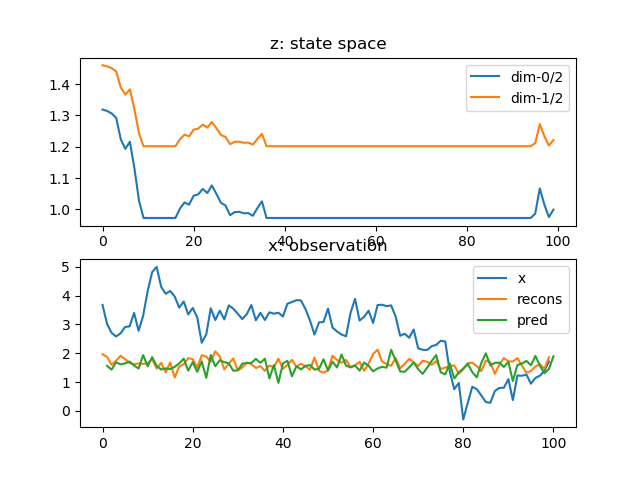 z: state space
dim-0/2
dim-1/2
1.4
1.3
1.2
1.1
1.0
0 20 40 60 80 100
x: observation
x
recons
pred
5
4
3
2
1
0
0 20 40 60 80 100